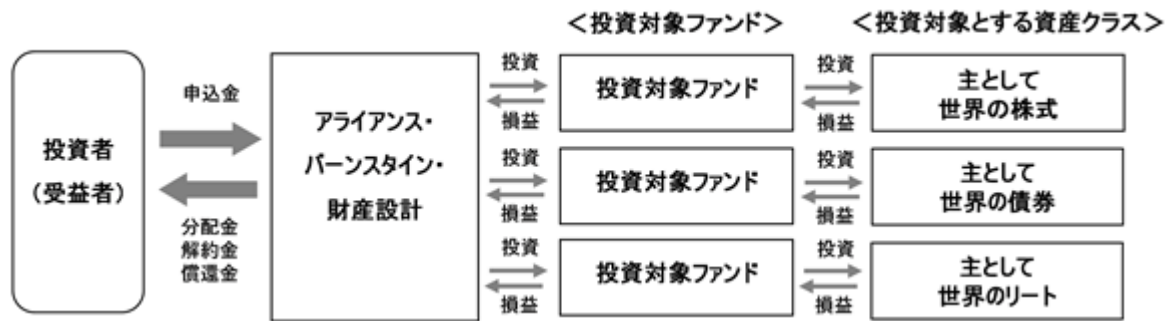 ＜投資対象ファンド＞
＜投資対象とする資産クラス＞
投資者
（受益者）
申込金
分配金
解約金
償還金
アライアンス・
バーンスタイン・
財産設計
投資
損益
投資対象ファンド
投資
損益
主として
世界の株式
投資
損益
投資対象ファンド
投資
損益
主として
世界の債券
投資
損益
投資対象ファンド
投資
損益
主として
世界のリート